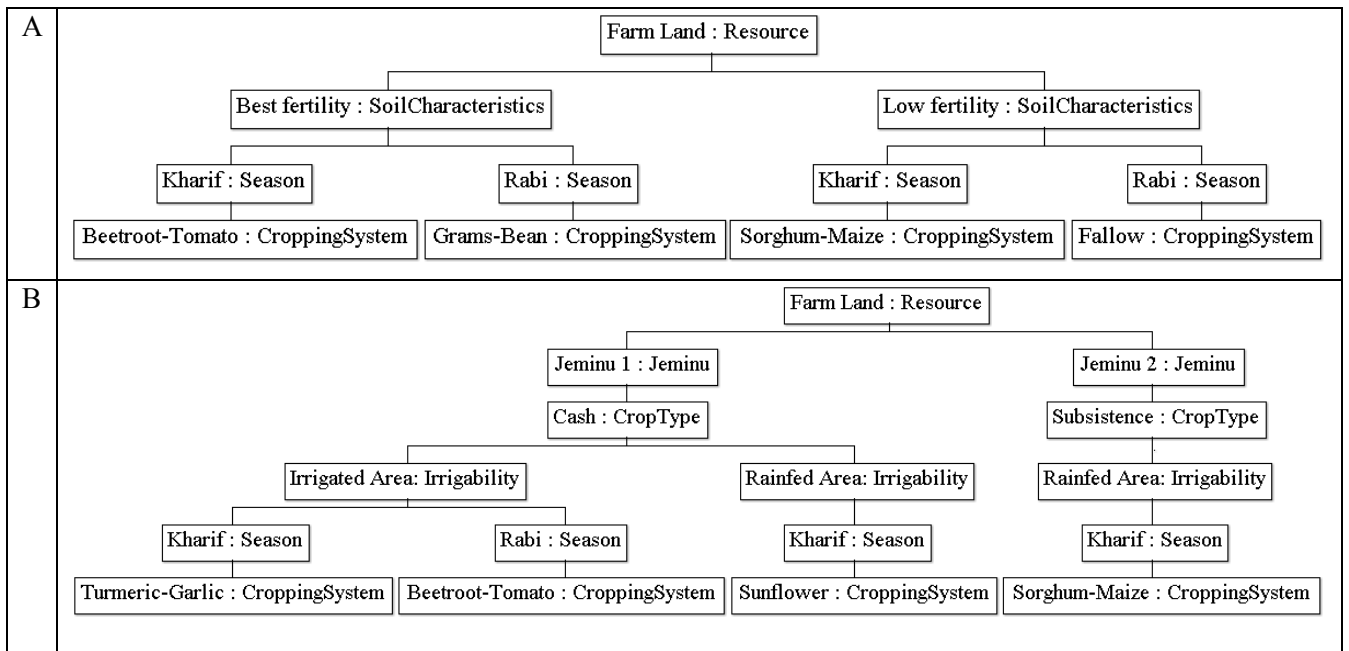 A
Farm Land : Resource
Best fertility : SoilCharacteristics
Low fertility : SoilCharacteristics
Kharif : Season
Rabi : Season
Kharif : Season
Rabi : Season
Beetroot-Tomato : CroppingSystem
Grams-Bean : CroppingSystem
Sorghum-Maize : CroppingSystem
Fallow : CroppingSystem
B
Farm Land : Resource
Jeminu 1 : Jeminu
Jeminu 2 : Jeminu
Cash : CropType
Subsistence : CropType
Irrigated Area: Irrigability
Rainfed Area: Irrigability
Rainfed Area: Irrigability
Kharif : Season
Rabi : Season
Kharif : Season
Kharif : Season
Turmeric-Garlic : CroppingSystem
Beetroot-Tomato : CroppingSystem
Sunflower : CroppingSystem
Sorghum-Maize : CroppingSystem